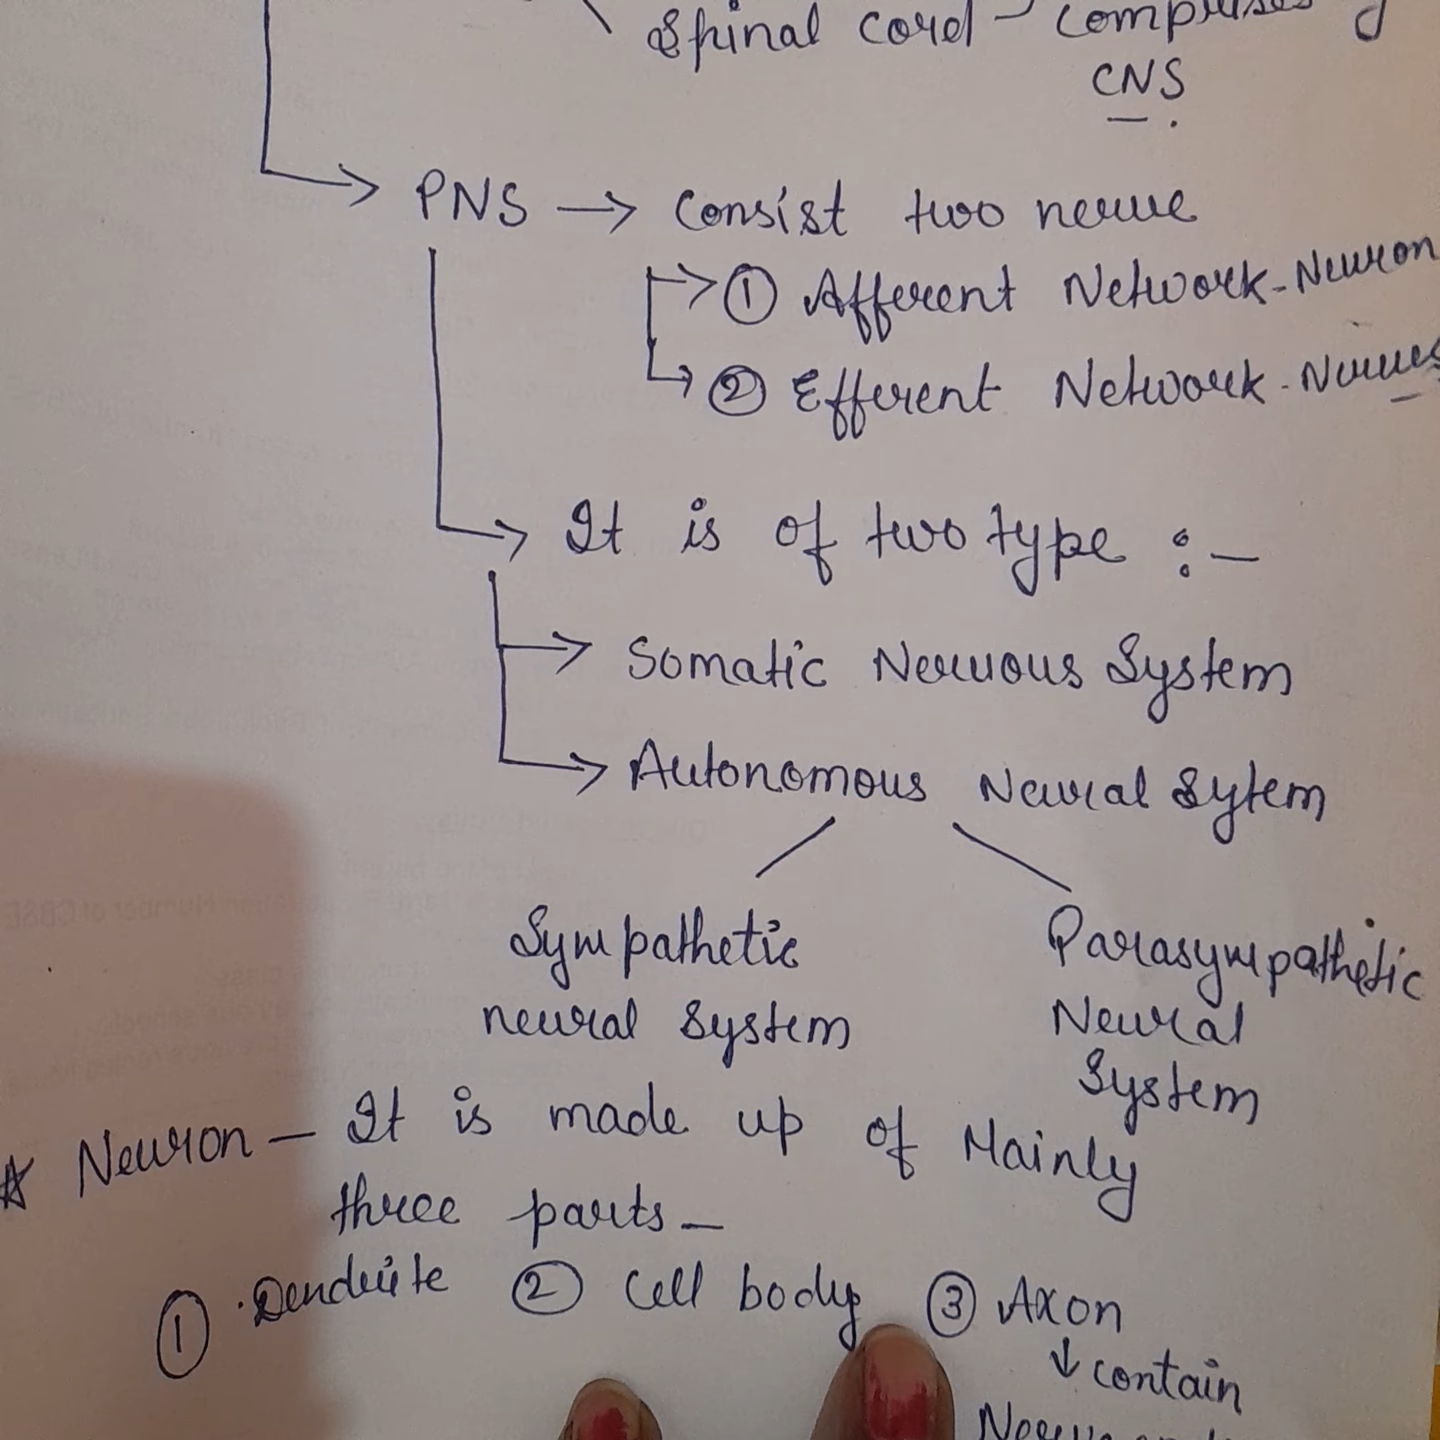 Spinal cord - Comprises
CNS
PNS → Consist two nerve
① Afferent Network - Neuron
② Efferent Network - Nerves
It is of two type :-
Somatic Nervous System
Autonomous Neural Sytem
Sympathetic Parasympathetic
neural System Neural
System
☆ Neuron - It is made up of Mainly
three parts -
① Dendrite ② Cell body ③ Axon
↓ contain